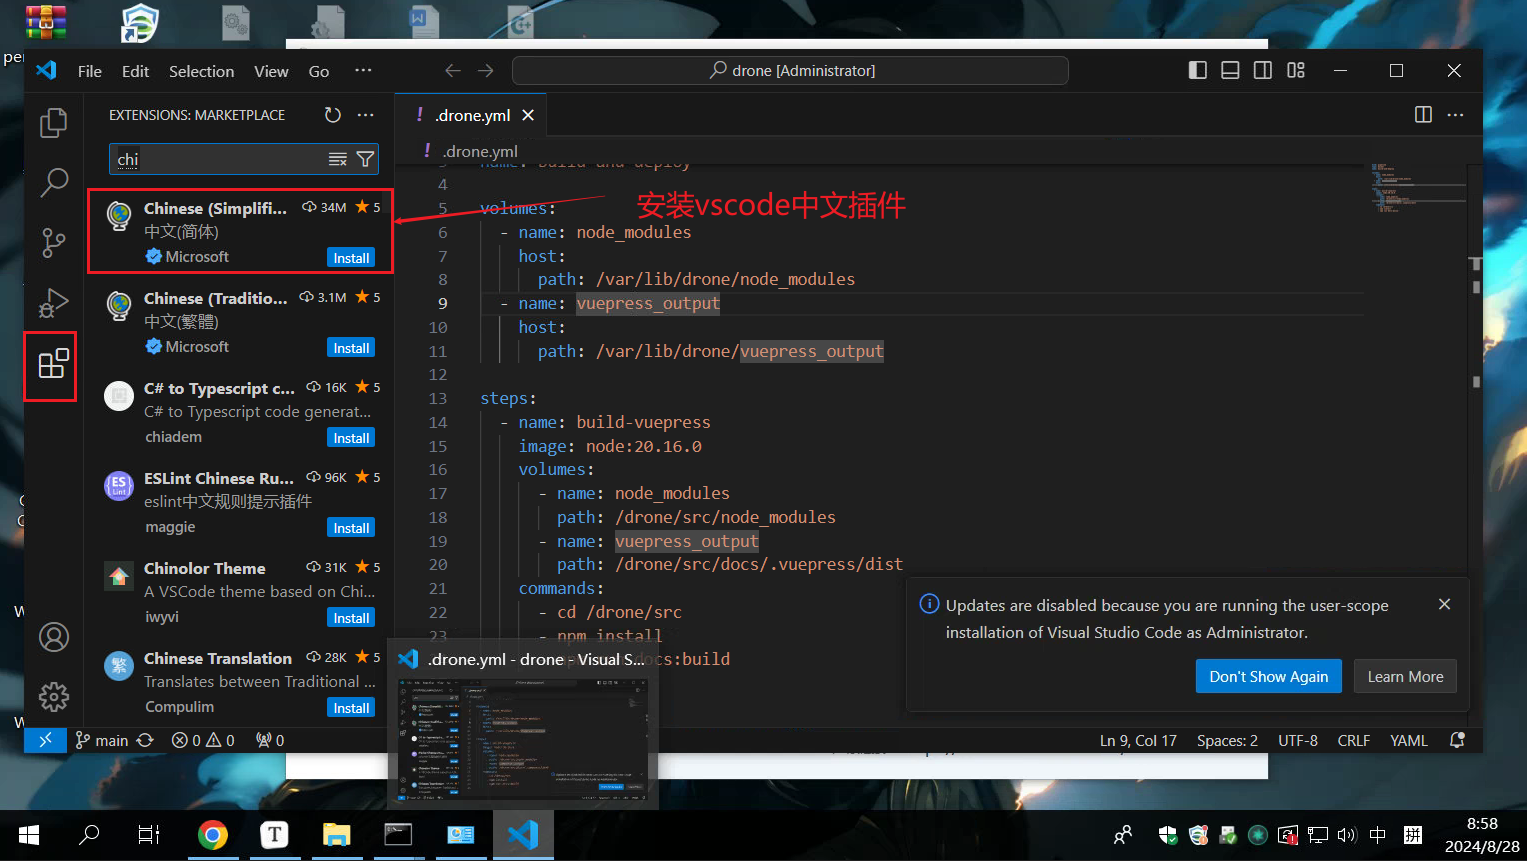 per
File
Edit
Selection
View
Go
drone [Administrator]
EXTENSIONS: MARKETPLACE
chi
Chinese (Simplifi...
34M
5
中文(简体)
Microsoft
Install
Chinese (Traditio...
3.1M
5
中文(繁體)
Microsoft
Install
C# to Typescript c...
16K
5
C# to Typescript code generat...
chiadem
Install
ES
Lint
ESLint Chinese Ru...
96K
5
eslint中文规则提示插件
maggie
Install
Chinolor Theme
31K
5
A VSCode theme based on Chi...
iwyvi
Install
繁
Chinese Translation
28K
5
Translates between Traditional ...
Compulim
Install
! .drone.yml
! .drone.yml
3 name: build-and-deploy
4
5 volumes:
安装vscode中文插件
6 - name: node_modules
7 host:
8 path: /var/lib/drone/node_modules
9 - name: vuepress_output
10 host:
11 path: /var/lib/drone/vuepress_output
12
13 steps:
14 - name: build-vuepress
15 image: node:20.16.0
16 volumes:
17 - name: node_modules
18 path: /drone/src/node_modules
19 - name: vuepress_output
20 path: /drone/src/docs/.vuepress/dist
21 commands:
22 - cd /drone/src
23 - npm install
docs:build
Updates are disabled because you are running the user-scope
installation of Visual Studio Code as Administrator.
Don't Show Again
Learn More
.drone.yml - drone - Visual S...
main
0
0
0
Ln 9, Col 17
Spaces: 2
UTF-8
CRLF
YAML
T
中
拼
8:58
2024/8/28